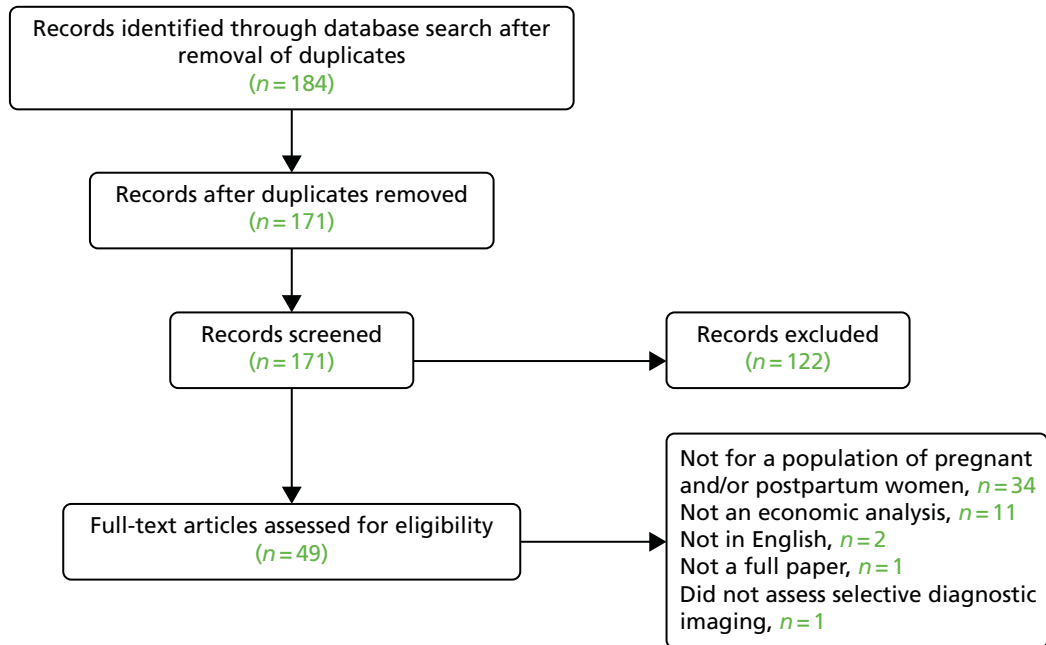 Records identified through database search after
removal of duplicates
(n = 184)
Records after duplicates removed
(n = 171)
Records screened
(n = 171)
Records excluded
(n = 122)
Full-text articles assessed for eligibility
(n = 49)
Not for a population of pregnant
and/or postpartum women, n = 34
Not an economic analysis, n = 11
Not in English, n = 2
Not a full paper, n = 1
Did not assess selective diagnostic
imaging, n = 1